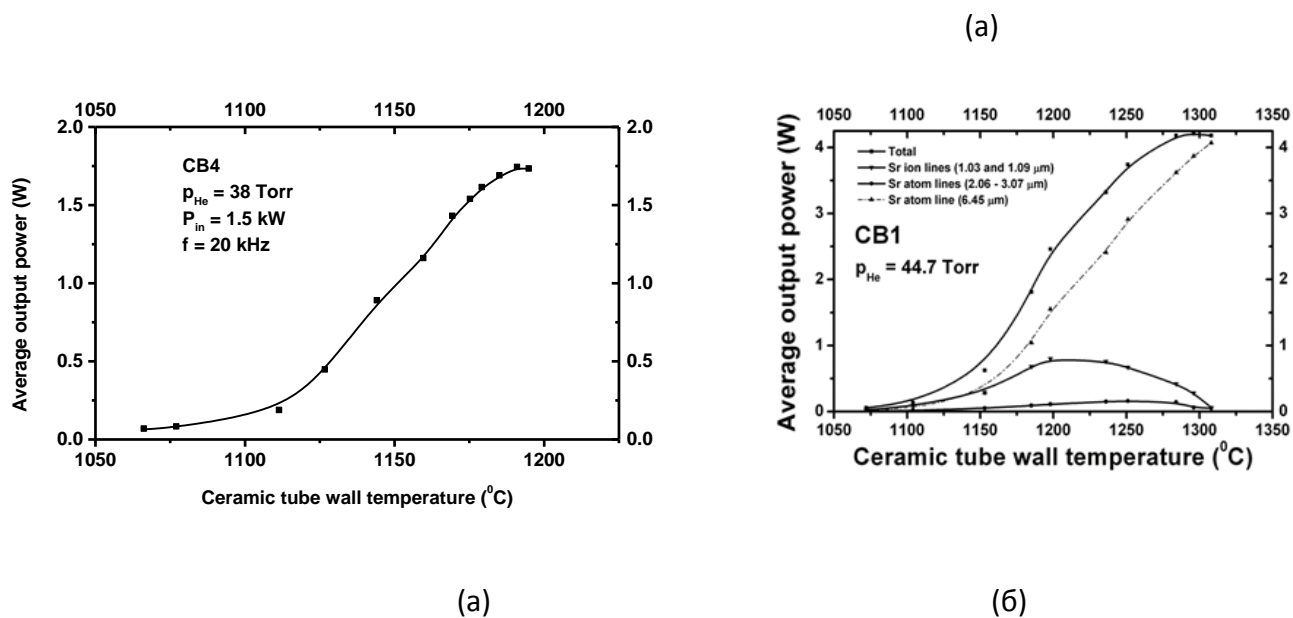 (а)
1050 1100 1150 1200
2.0
1.5
1.0
0.5
0.0
Average output power (W)
CB4
pHe = 38 Torr
Pin = 1.5 kW
f = 20 kHz
2.0
1.5
1.0
0.5
0.0
1050 1100 1150 1200
Ceramic tube wall temperature (0C)
(а)
1050 1100 1150 1200 1250 1300 1350
4
3
2
1
0
Average output power (W)
Total
Sr ion lines (1.03 and 1.09 μm)
Sr atom lines (2.06 - 3.07 μm)
Sr atom line (6.45 μm)
CB1
pHe = 44.7 Torr
4
3
2
1
0
1050 1100 1150 1200 1250 1300 1350
Ceramic tube wall temperature (0C)
(б)